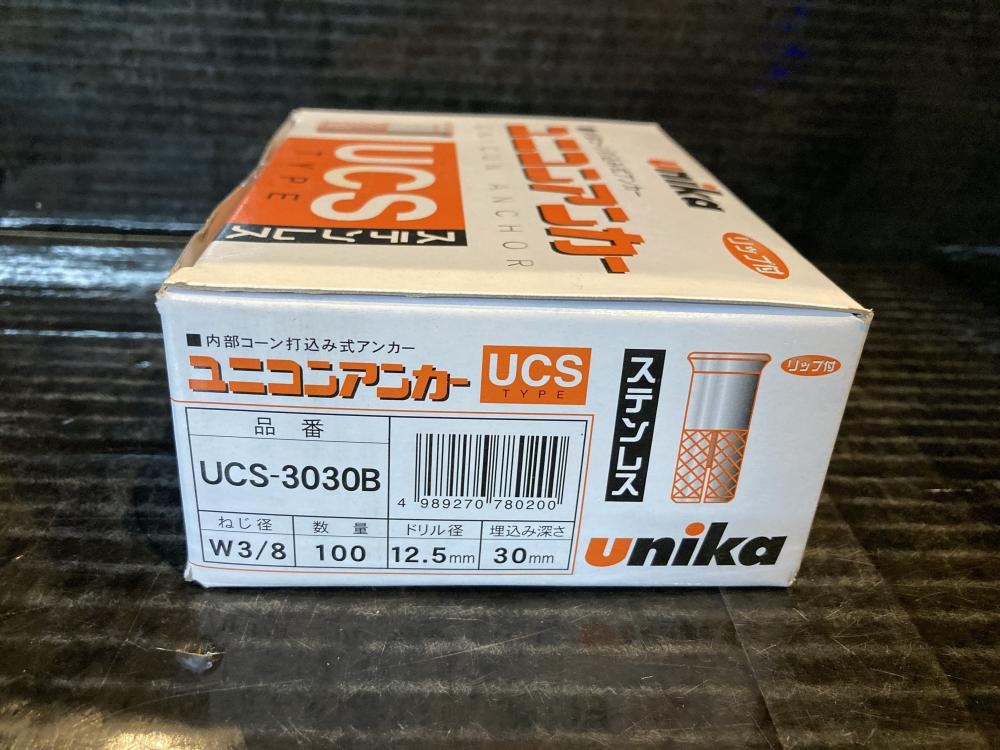 UCS
TYPE
ステンレス
ユニコンアンカー
unika
リップ付
■内部コーン打込み式アンカー
ユニコンアンカー
UCS
TYPE
ステンレス
リップ付
品番
UCS-3030B
4 989270 780200
ねじ径
数量
ドリル径
埋込み深さ
W3/8
100
12.5mm
30mm
unika